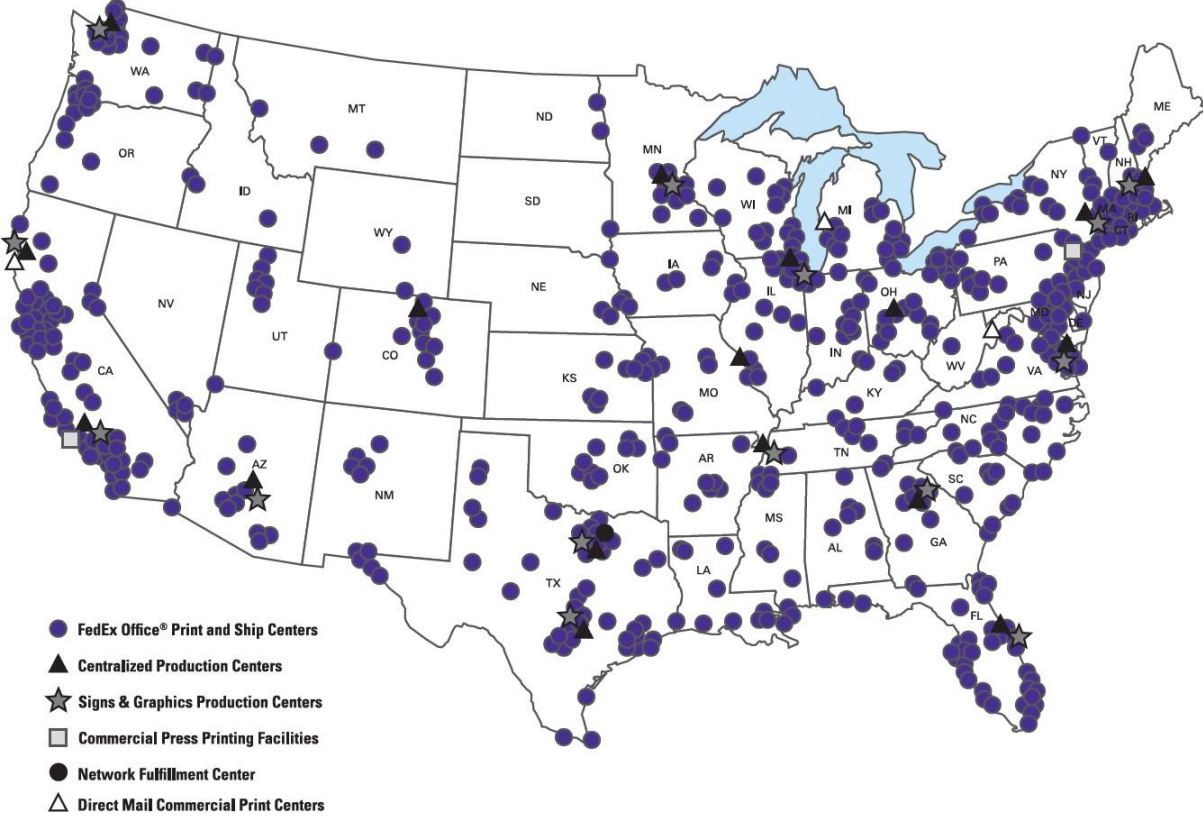 WA
MT
ME
ND
OR
MN
VT
NH
NY
ID
SD
WI
MI
MA
RI
CT
WY
IA
PA
NE
NV
IL
OH
NJ
UT
IN
MD
DE
CO
WV
VA
CA
KS
MO
KY
NC
TN
AZ
OK
AR
SC
NM
MS
AL
GA
TX
LA
FL
FedEx Office® Print and Ship Centers
Centralized Production Centers
Signs & Graphics Production Centers
Commercial Press Printing Facilities
Network Fulfillment Center
Direct Mail Commercial Print Centers